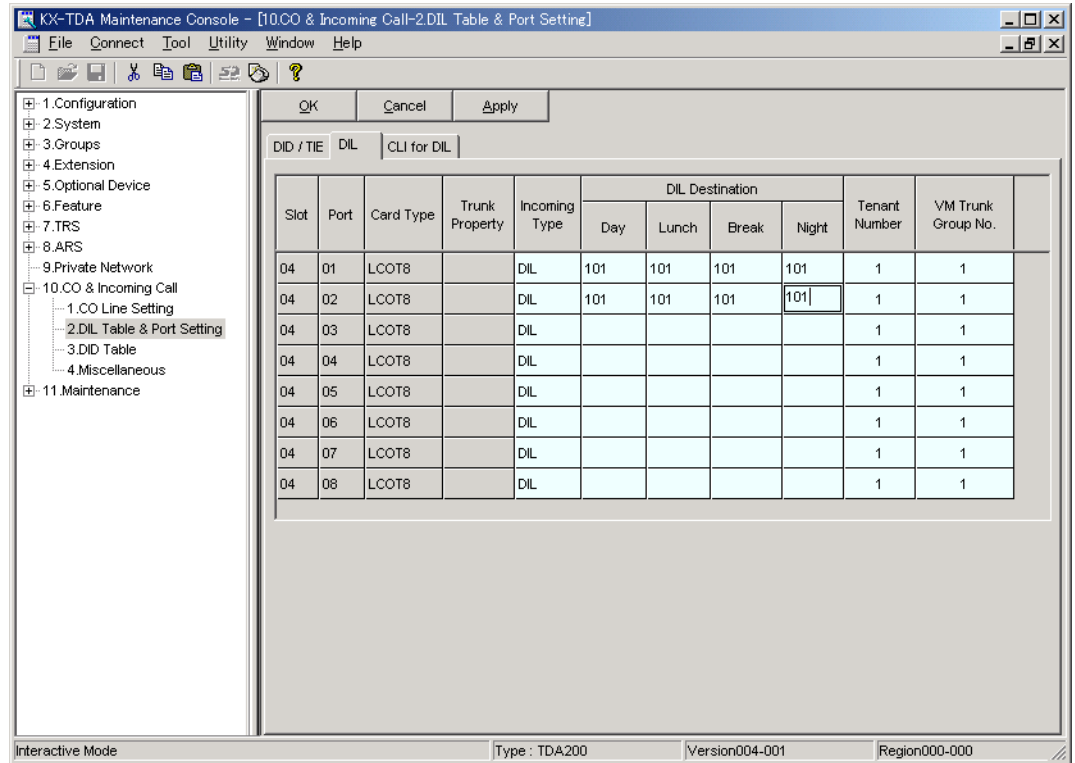 KX-TDA Maintenance Console - [10.CO & Incoming Call-2.DIL Table & Port Setting]
File Connect Tool Utility Window Help
1.Configuration
2.System
3.Groups
4.Extension
5.Optional Device
6.Feature
7.TRS
8.ARS
9.Private Network
10.CO & Incoming Call
1.CO Line Setting
2.DIL Table & Port Setting
3.DID Table
4.Miscellaneous
11.Maintenance
OK Cancel Apply
DID / TIE DIL CLI for DIL
Slot Port Card Type Trunk Property Incoming Type DIL Destination Tenant Number VM Trunk Group No.
Day Lunch Break Night
04 01 LCOT8 DIL 101 101 101 101 1 1
04 02 LCOT8 DIL 101 101 101 101 1 1
04 03 LCOT8 DIL 1 1
04 04 LCOT8 DIL 1 1
04 05 LCOT8 DIL 1 1
04 06 LCOT8 DIL 1 1
04 07 LCOT8 DIL 1 1
04 08 LCOT8 DIL 1 1
Interactive Mode Type : TDA200 Version004-001 Region000-000